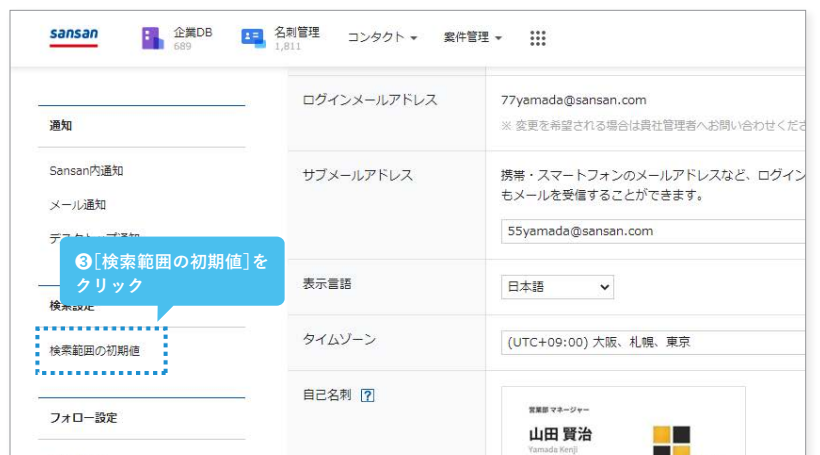 sansan
企業DB
689
名刺管理
1,811
コンタクト
案件管理
通知
Sansan内通知
メール通知
デスクトップ通知
❸[検索範囲の初期値]を
クリック
検索設定
検索範囲の初期値
フォロー設定
ログインメールアドレス
77yamada@sansan.com
※ 変更を希望される場合は貴社管理者へお問い合わせくださ
サブメールアドレス
携帯・スマートフォンのメールアドレスなど、ログイン
もメールを受信することができます。
55yamada@sansan.com
表示言語
日本語
タイムゾーン
(UTC+09:00) 大阪、札幌、東京
自己名刺 ?
営業部 マネージャー
山田 賢治
Yamada Kenji